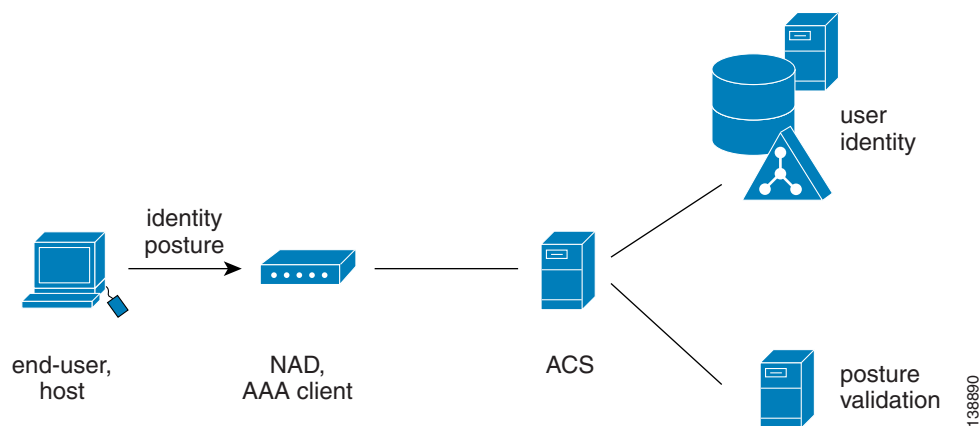 user
identity
identity
posture
end-user,
host
NAD,
AAA client
ACS
posture
validation
138890